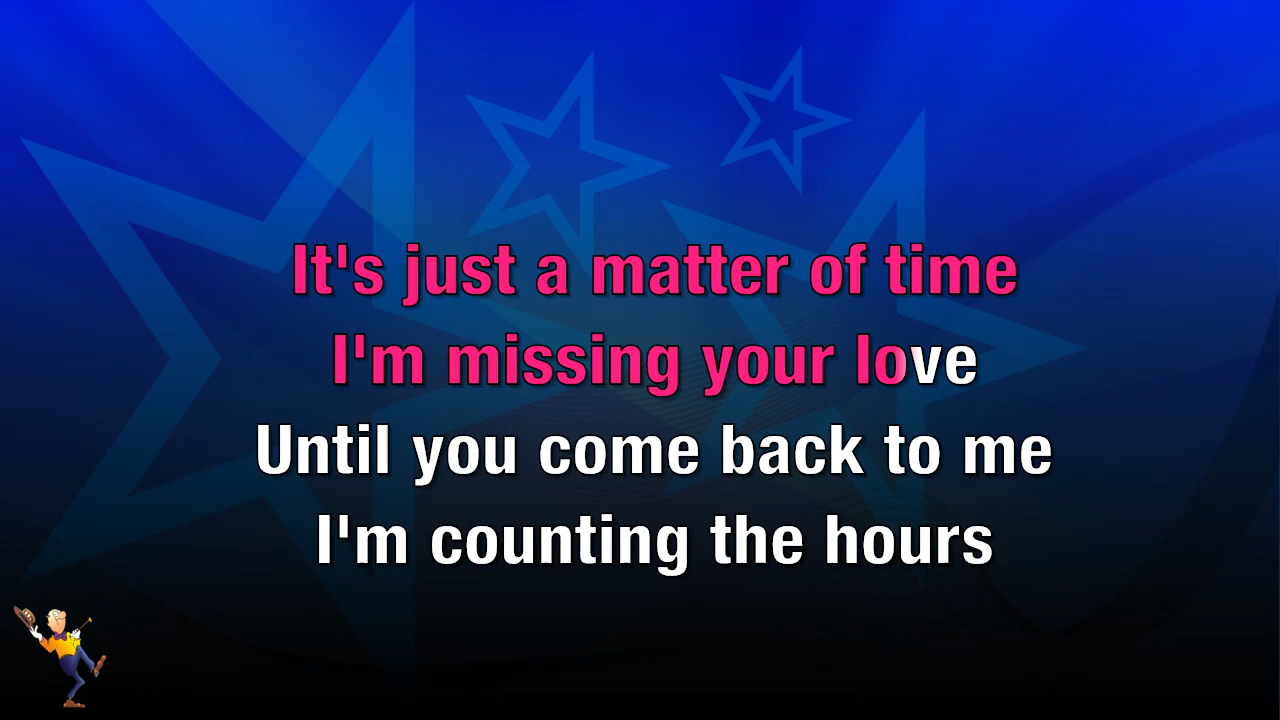 It's just a matter of time
I'm missing your love
Until you come back to me
I'm counting the hours